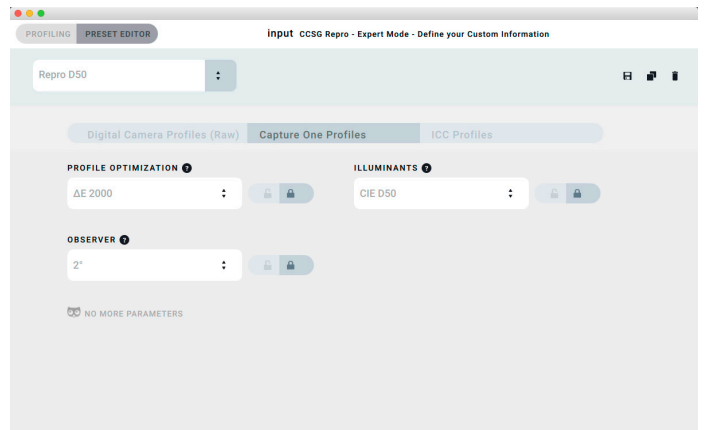 PROFILING PRESET EDITOR input CCSG Repro - Expert Mode - Define your Custom Information
Repro D50
Digital Camera Profiles (Raw) Capture One Profiles ICC Profiles
PROFILE OPTIMIZATION ? ILLUMINANTS ?
ΔE 2000 CIE D50
OBSERVER ?
2°
NO MORE PARAMETERS